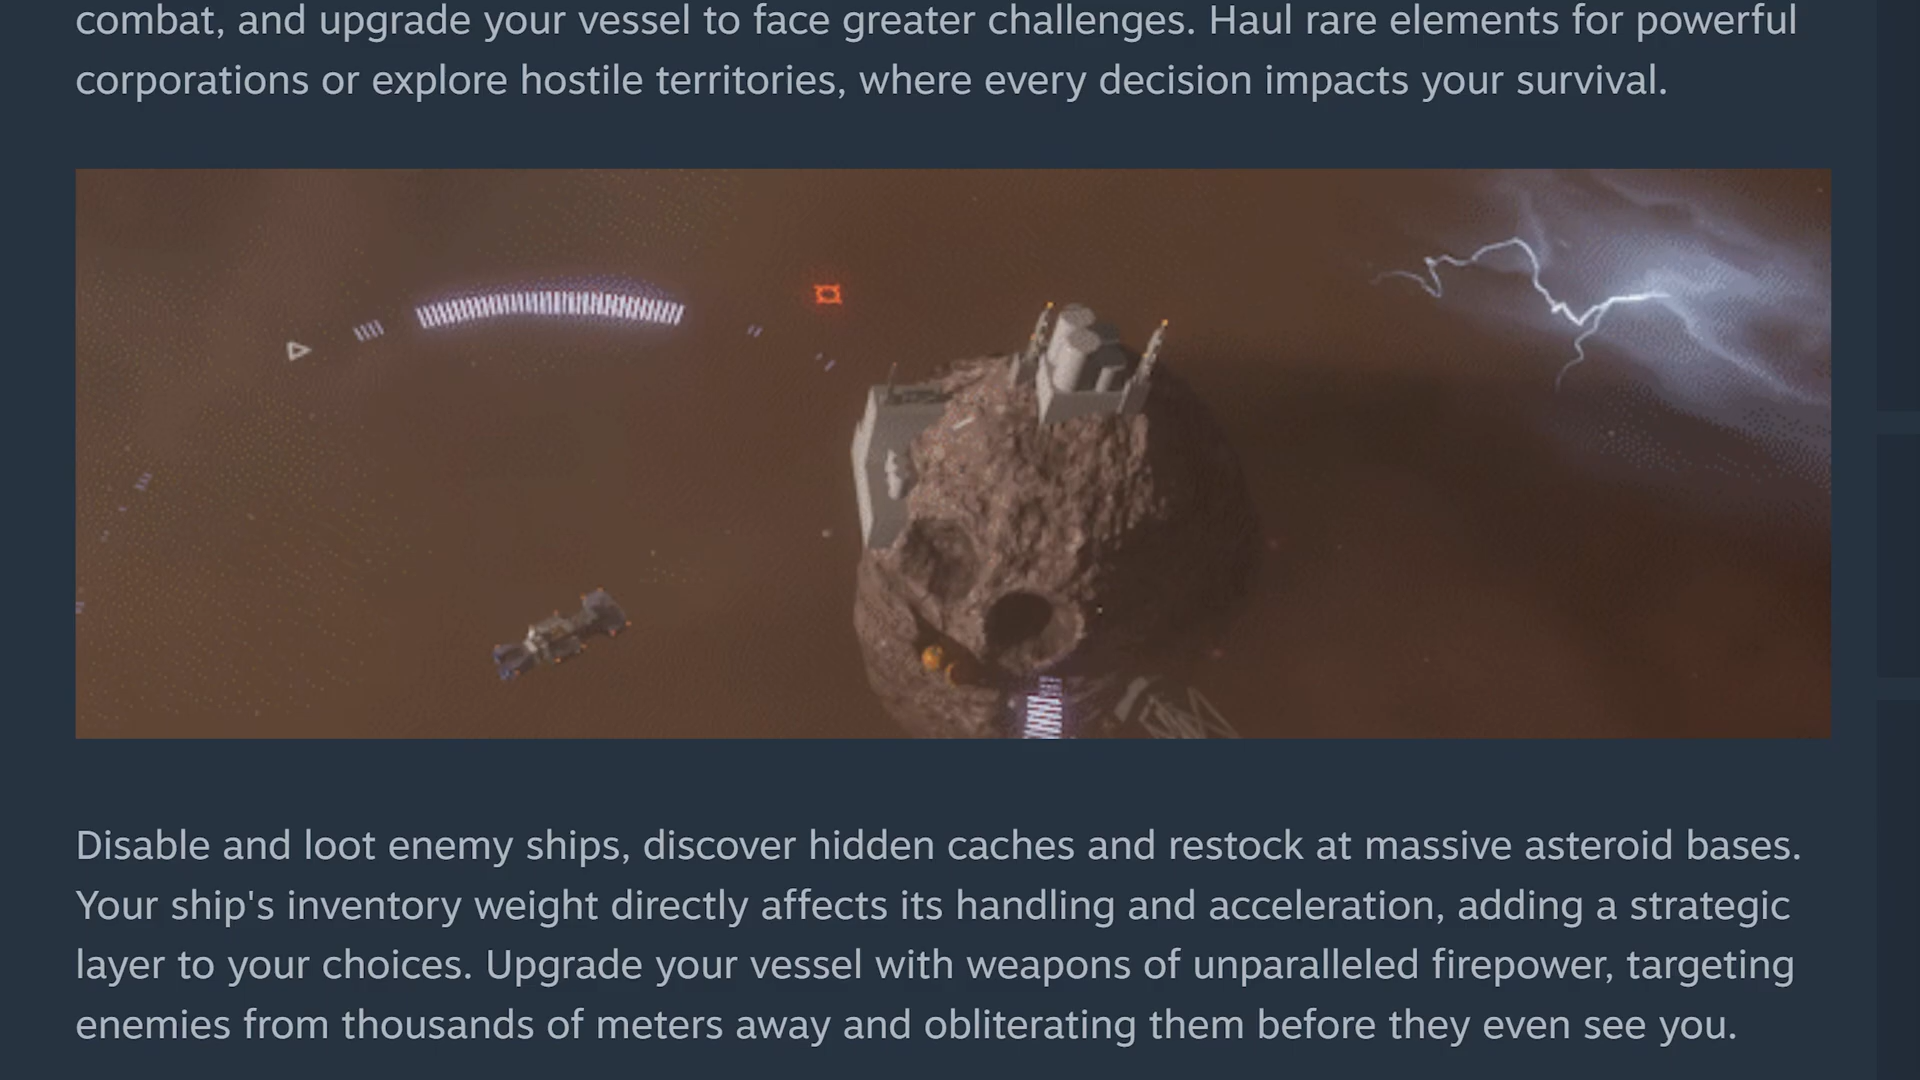 combat, and upgrade your vessel to face greater challenges. Haul rare elements for powerful
corporations or explore hostile territories, where every decision impacts your survival.
Disable and loot enemy ships, discover hidden caches and restock at massive asteroid bases.
Your ship's inventory weight directly affects its handling and acceleration, adding a strategic
layer to your choices. Upgrade your vessel with weapons of unparalleled firepower, targeting
enemies from thousands of meters away and obliterating them before they even see you.